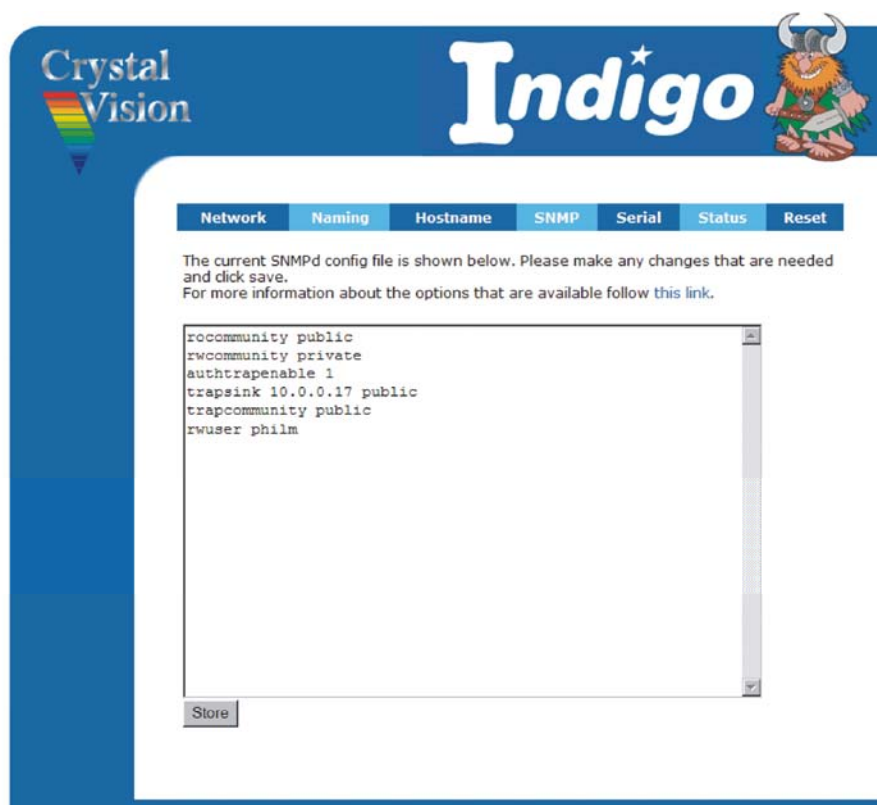 Crystal
Vision
Indigo
Network Naming Hostname SNMP Serial Status Reset
The current SNMPd config file is shown below. Please make any changes that are needed
and click save.
For more information about the options that are available follow this link.
rocommunity public
rwcommunity private
authtrapenable 1
trapsink 10.0.0.17 public
trapcommunity public
rwuser philm
Store